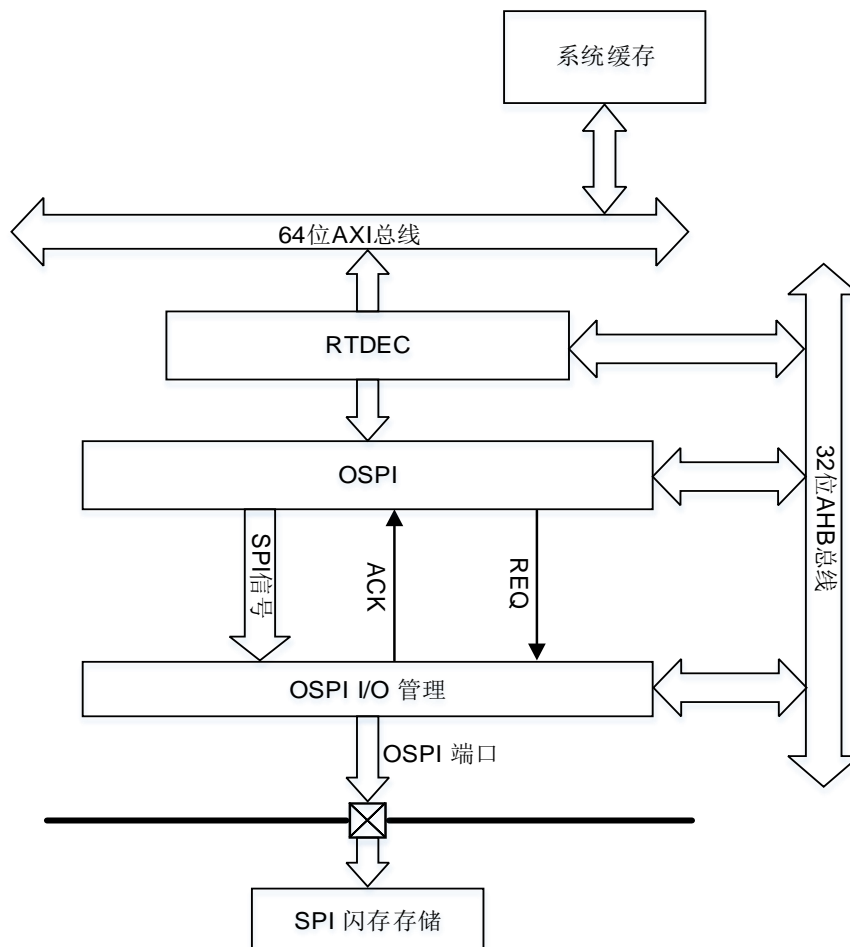 系统缓存
64位AXI总线
RTDEC
OSPI
32位AHB总线
SPI信号
ACK
REQ
OSPI I/O 管理
OSPI 端口
SPI 闪存存储